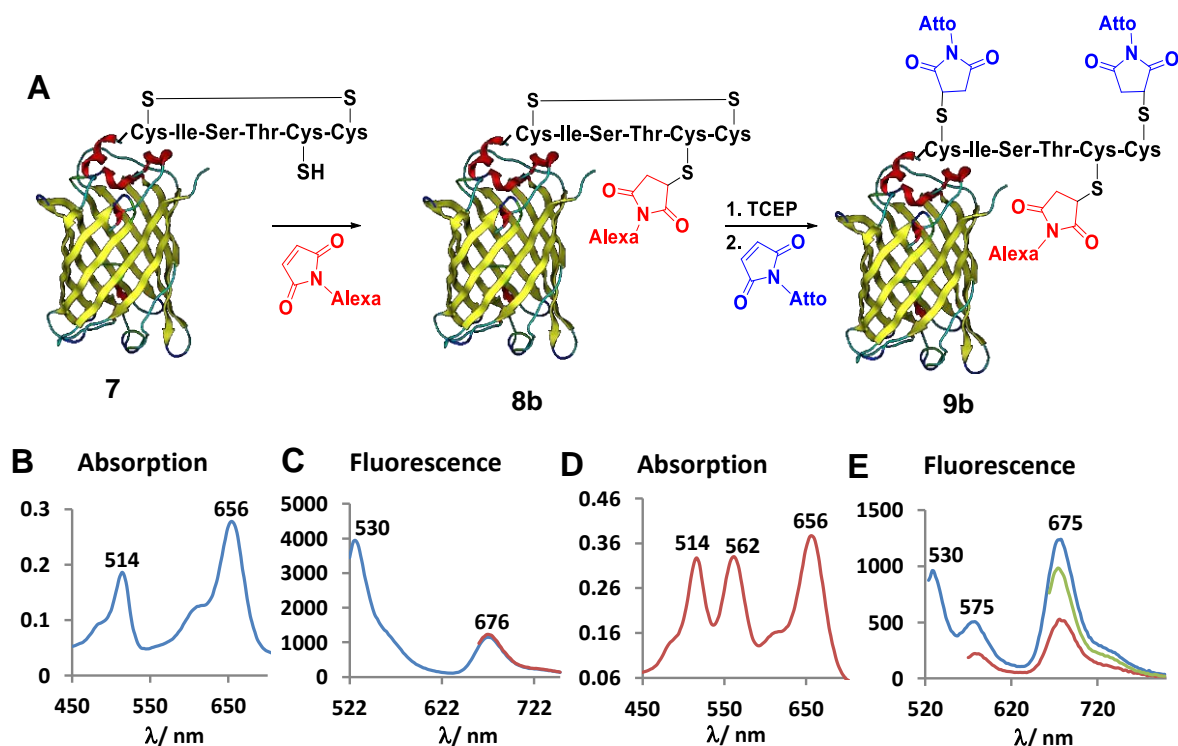 A
S S
Cys-Ile-Ser-Thr-Cys-Cys
SH
O
N
O
Alexa
7
S S
Cys-Ile-Ser-Thr-Cys-Cys
S
O
N
O
Alexa
8b
1. TCEP
2.
O
N
O
Atto
Atto Atto
O N O O N O
S S
Cys-Ile-Ser-Thr-Cys-Cys
S
O
N
O
Alexa
9b
B Absorption
0.3
0.2
0.1
0
514
656
450 550 650
λ/ nm
C Fluorescence
5000
4000
3000
2000
1000
0
530
676
522 622 722
λ/ nm
D Absorption
0.46
0.36
0.26
0.16
0.06
514 562 656
450 550 650
λ/ nm
E Fluorescence
1500
1000
500
0
530
575
675
520 620 720
λ/ nm